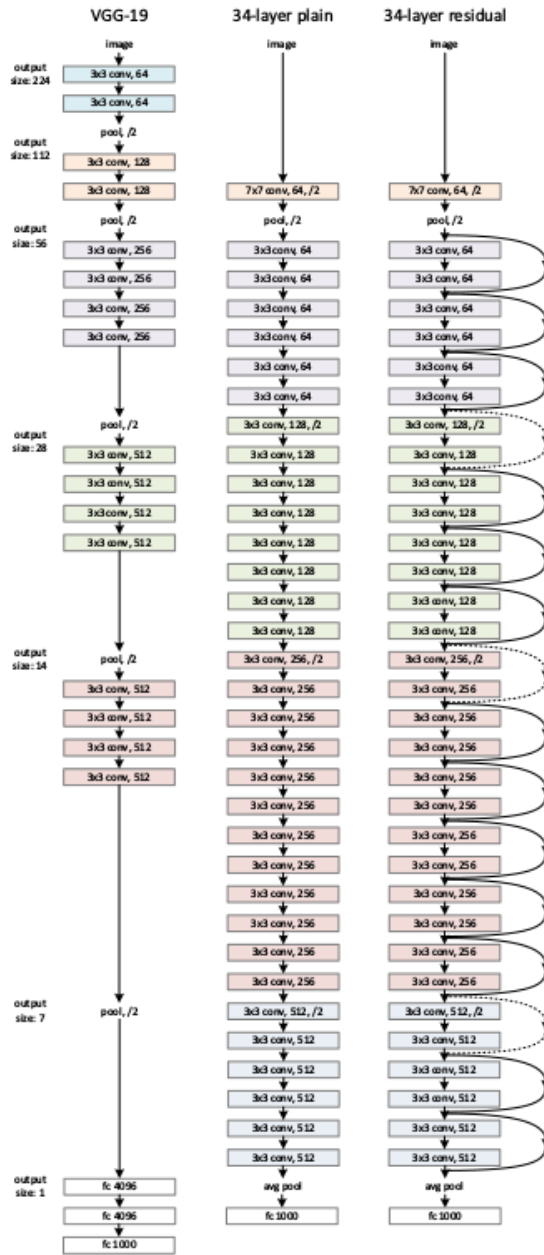 output
size: 224
output
size: 112
output
size: 56
output
size: 28
output
size: 14
output
size: 7
output
size: 1
VGG-19
image
3x3 conv, 64
3x3 conv, 64
pool, /2
3x3 conv, 128
3x3 conv, 128
pool, /2
3x3 conv, 256
3x3 conv, 256
3x3 conv, 256
3x3 conv, 256
pool, /2
3x3 conv, 512
3x3 conv, 512
3x3 conv, 512
3x3 conv, 512
pool, /2
3x3 conv, 512
3x3 conv, 512
3x3 conv, 512
3x3 conv, 512
pool, /2
fc 4096
fc 4096
fc 1000
34-layer plain
image
7x7 conv, 64, /2
pool, /2
3x3 conv, 64
3x3 conv, 64
3x3 conv, 64
3x3 conv, 64
3x3 conv, 64
3x3 conv, 64
3x3 conv, 128, /2
3x3 conv, 128
3x3 conv, 128
3x3 conv, 128
3x3 conv, 128
3x3 conv, 128
3x3 conv, 128
3x3 conv, 128
3x3 conv, 256, /2
3x3 conv, 256
3x3 conv, 256
3x3 conv, 256
3x3 conv, 256
3x3 conv, 256
3x3 conv, 256
3x3 conv, 256
3x3 conv, 256
3x3 conv, 256
3x3 conv, 256
3x3 conv, 256
3x3 conv, 512, /2
3x3 conv, 512
3x3 conv, 512
3x3 conv, 512
3x3 conv, 512
3x3 conv, 512
avg pool
fc 1000
34-layer residual
image
7x7 conv, 64, /2
pool, /2
3x3 conv, 64
3x3 conv, 64
3x3 conv, 64
3x3 conv, 64
3x3 conv, 64
3x3 conv, 64
3x3 conv, 128, /2
3x3 conv, 128
3x3 conv, 128
3x3 conv, 128
3x3 conv, 128
3x3 conv, 128
3x3 conv, 128
3x3 conv, 128
3x3 conv, 256, /2
3x3 conv, 256
3x3 conv, 256
3x3 conv, 256
3x3 conv, 256
3x3 conv, 256
3x3 conv, 256
3x3 conv, 256
3x3 conv, 256
3x3 conv, 256
3x3 conv, 256
3x3 conv, 256
3x3 conv, 512, /2
3x3 conv, 512
3x3 conv, 512
3x3 conv, 512
3x3 conv, 512
3x3 conv, 512
avg pool
fc 1000